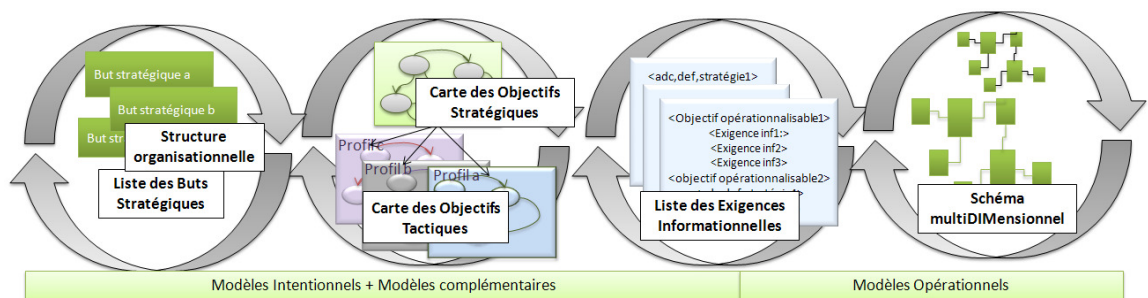 But stratégique a
But stratégique b
But str
Structure
organisationnelle
Liste des Buts
Stratégiques
Carte des Objectifs
Stratégiques
Profil c
Profil b
Profil a
Carte des Objectifs
Tactiques
<adc,def,stratégie1>
<Objectif opérationnalisable1>
<Exigence inf1:>
<Exigence inf2>
<Exigence inf3>
<objectif opérationnalisable2>
Liste des Exigences
Informationnelles
Schéma
multiDIMensionnel
Modèles Intentionnels + Modèles complémentaires
Modèles Opérationnels